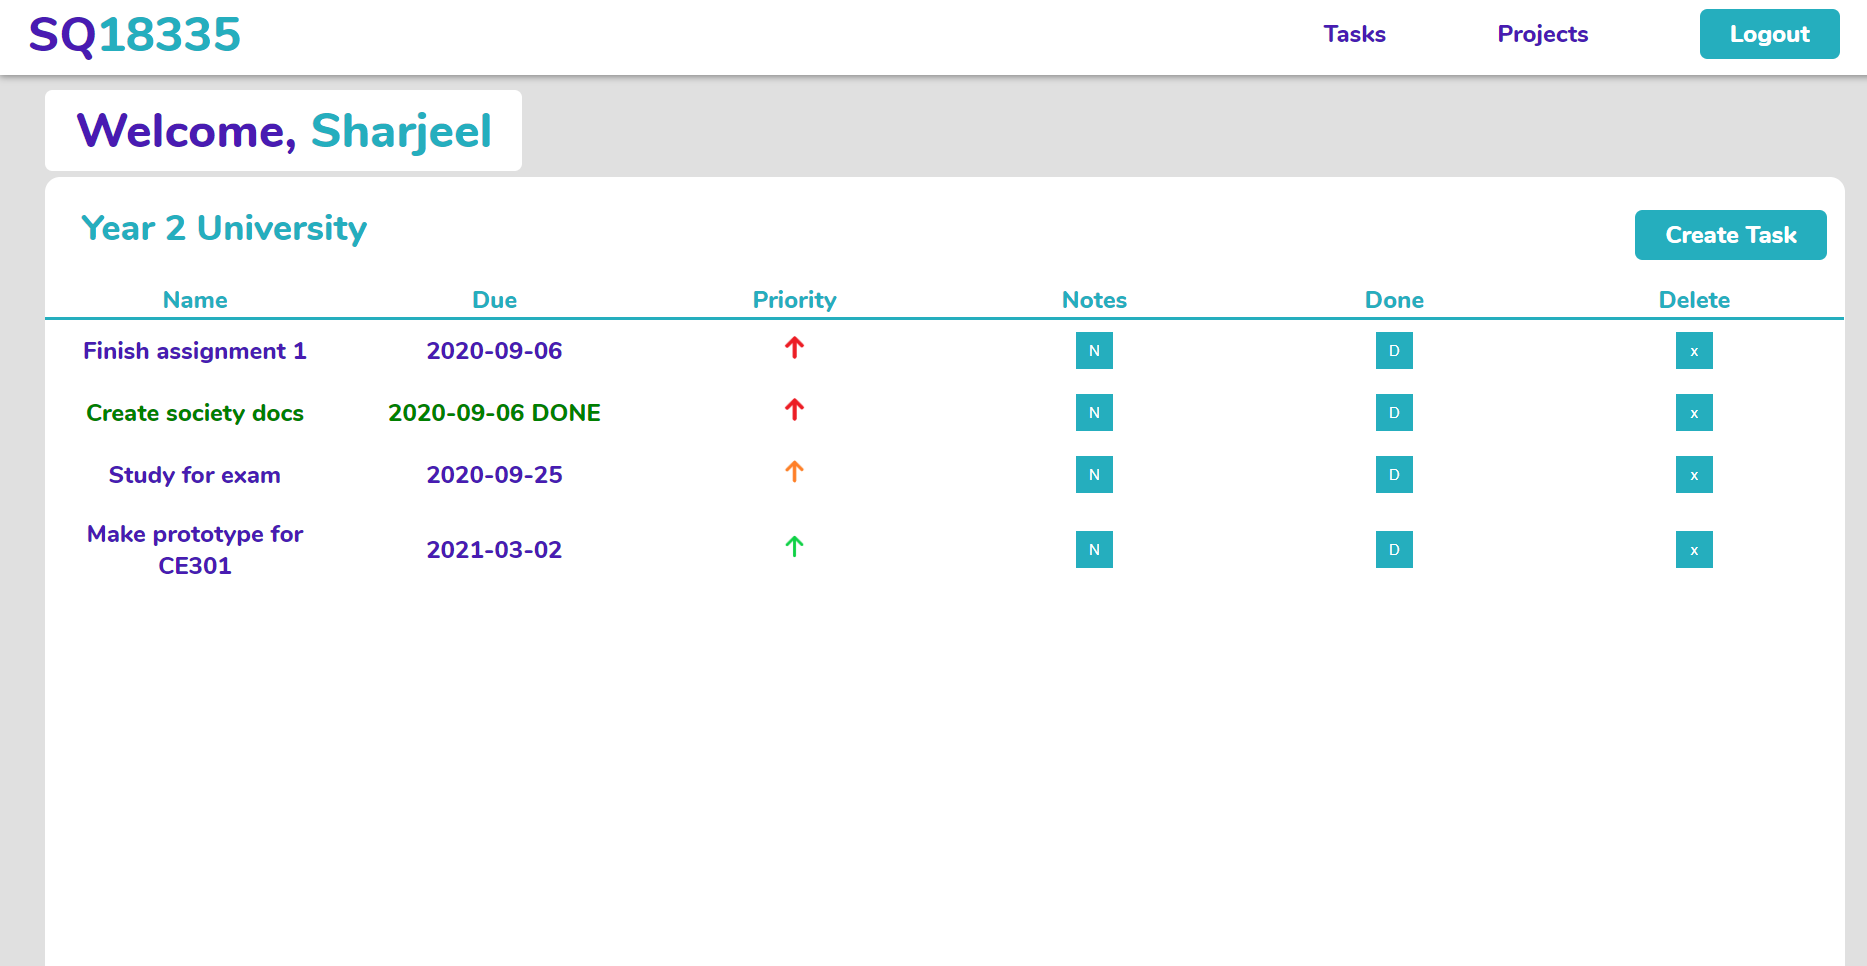 SQ18335 Tasks Projects Logout
Welcome, Sharjeel
Year 2 University Create Task
Name Due Priority Notes Done Delete
Finish assignment 1 2020-09-06 N D x
Create society docs 2020-09-06 DONE N D x
Study for exam 2020-09-25 N D x
Make prototype for
CE301 2021-03-02 N D x